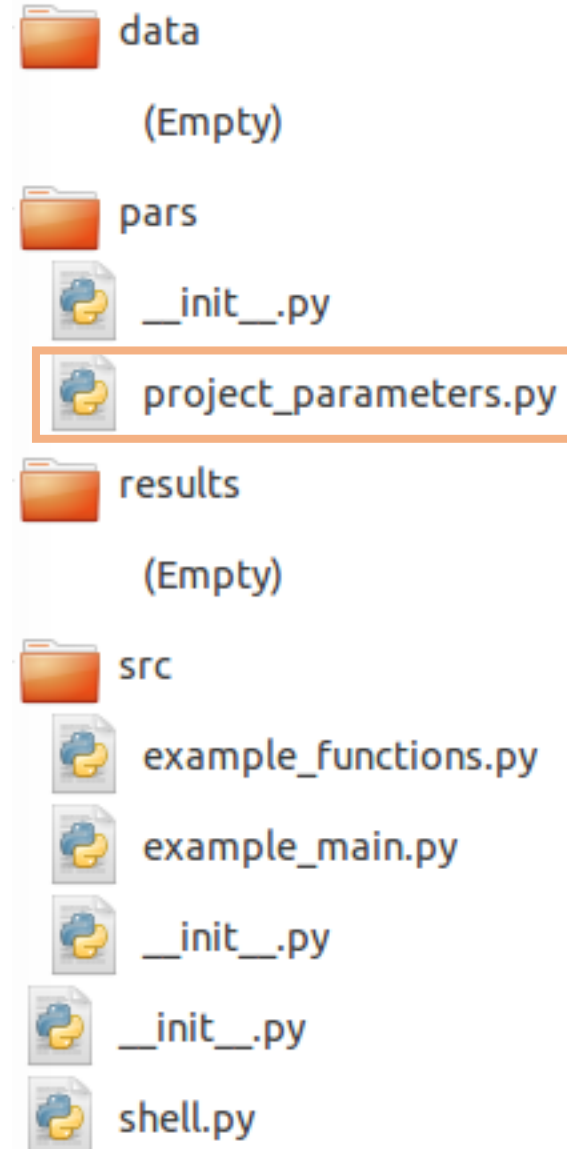 data
(Empty)
pars
__init__.py
project_parameters.py
results
(Empty)
src
example_functions.py
example_main.py
__init__.py
__init__.py
shell.py